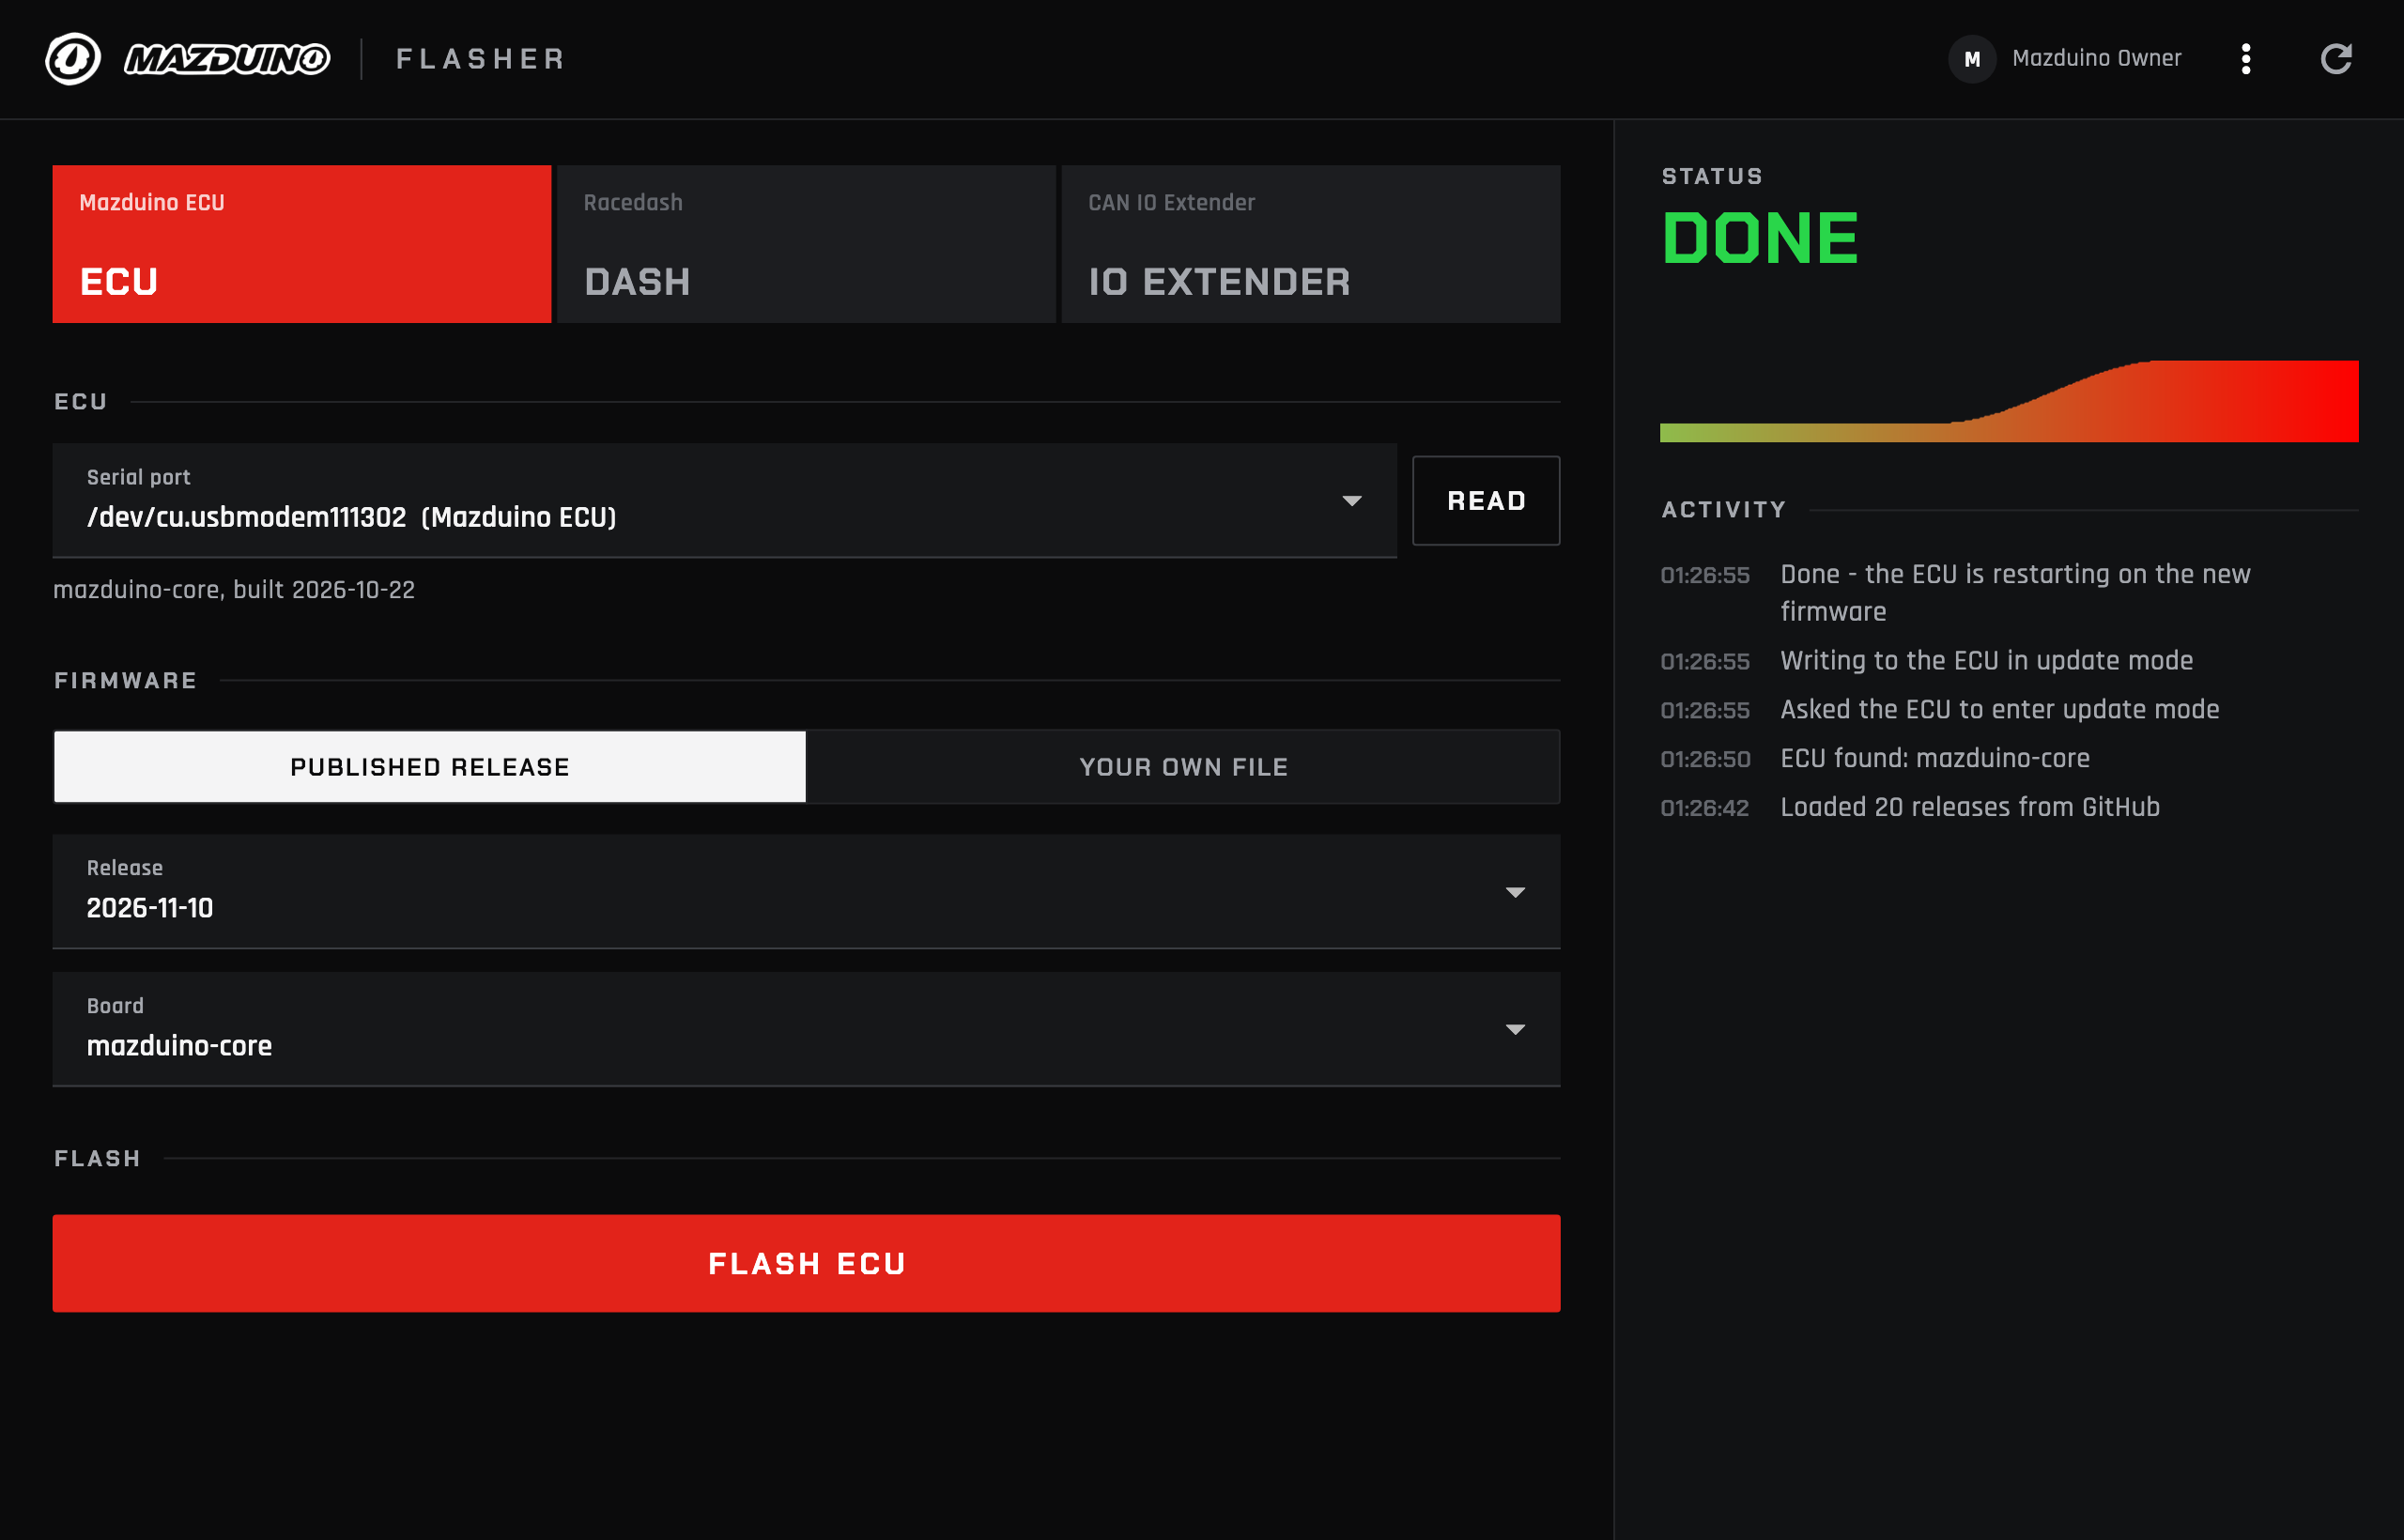 MAZDUINO
FLASHER
M
Mazduino Owner
Mazduino ECU
ECU
Racedash
DASH
CAN IO Extender
IO EXTENDER
ECU
Serial port
/dev/cu.usbmodem111302 (Mazduino ECU)
READ
mazduino-core, built 2026-10-22
FIRMWARE
PUBLISHED RELEASE
YOUR OWN FILE
Release
2026-11-10
Board
mazduino-core
FLASH
FLASH ECU
STATUS
DONE
ACTIVITY
01:26:55 Done - the ECU is restarting on the new
firmware
01:26:55 Writing to the ECU in update mode
01:26:55 Asked the ECU to enter update mode
01:26:50 ECU found: mazduino-core
01:26:42 Loaded 20 releases from GitHub